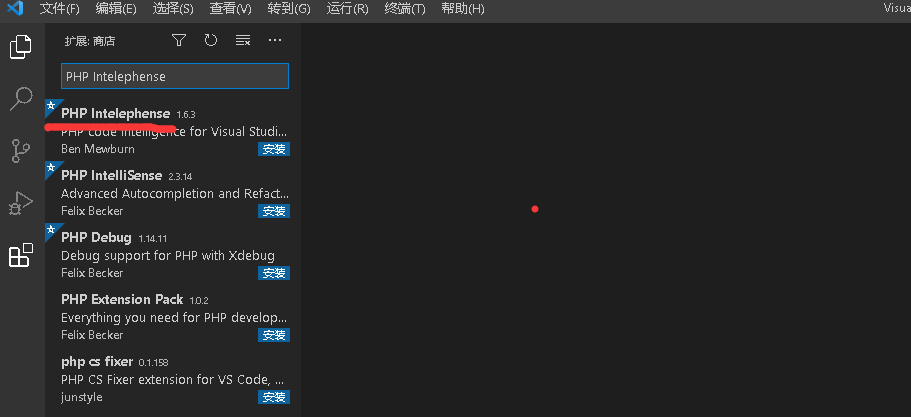 文件(F) 编辑(E) 选择(S) 查看(V) 转到(G) 运行(R) 终端(T) 帮助(H) Visua
扩展: 商店
PHP Intelephense
PHP Intelephense 1.6.3
PHP code intelligence for Visual Studi...
Ben Mewburn 安装
PHP IntelliSense 2.3.14
Advanced Autocompletion and Refact...
Felix Becker 安装
PHP Debug 1.14.11
Debug support for PHP with Xdebug
Felix Becker 安装
PHP Extension Pack 1.0.2
Everything you need for PHP develop...
Felix Becker 安装
php cs fixer 0.1.158
PHP CS Fixer extension for VS Code, ...
junstyle 安装